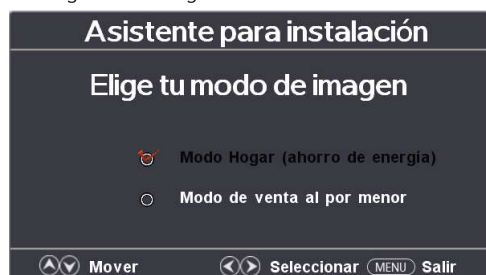 Asistente para instalación
Elige tu modo de imagen
Modo Hogar (ahorro de energía)
Modo de venta al por menor
Mover Seleccionar MENU Salir